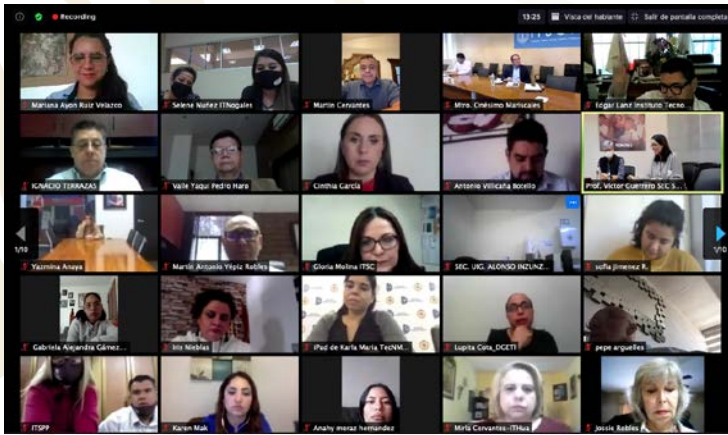 Recording
13:25 Vista del hablante Salir de pantalla completa
Mariana Ayon Ruiz Velazco
Selene Nuñez ITNogales
Martin Cervantes
Mtro. Onésimo Mariscales
Edgar Lanz Instituto Tecno...
IGNACIO TERRAZAS
Valle Yaqui Pedro Haro
Cinthia García
Antonio Villicaña Botello
Prof. Victor Guerrero SEC S...
1/10
Yazmina Anaya
Martín Antonio Yépiz Robles
Gloria Molina ITSC
SEC. UIG. ALONSO INZUNZ...
sofia jimenez R.
1/10
Gabriela Alejandra Gámez...
Iris Nieblas
iPad de Karla María_TecNM...
Lupita Cota_DGETI
pepe arguelles
ITSPP
Karen Mak
Anahy meraz hernandez
Mirla Cervantes-ITHua
Jossie Robles